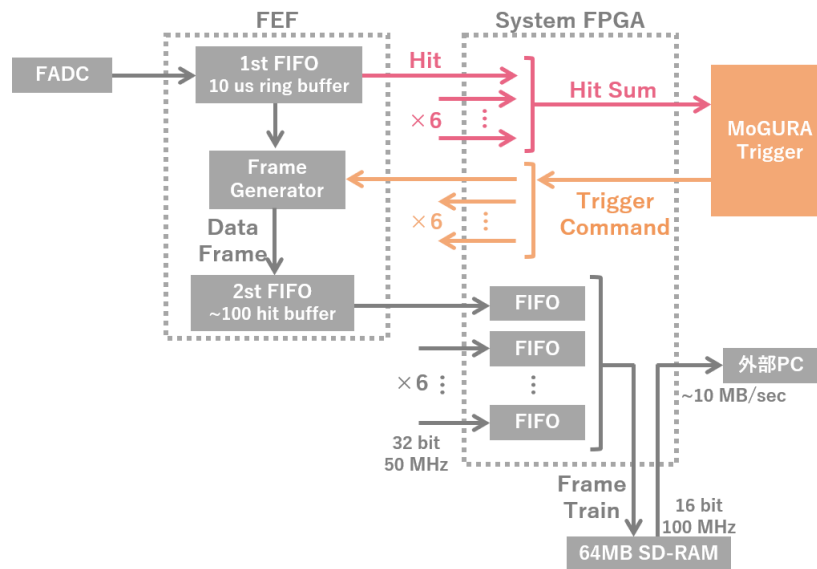 FEF
System FPGA
FADC
1st FIFO
10 us ring buffer
Hit
×6
⋮
Hit Sum
MoGURA
Trigger
Frame
Generator
×6
⋮
Trigger
Command
Data
Frame
2st FIFO
~100 hit buffer
FIFO
FIFO
×6
⋮
⋮
FIFO
外部PC
~10 MB/sec
32 bit
50 MHz
Frame
Train
16 bit
100 MHz
64MB SD-RAM